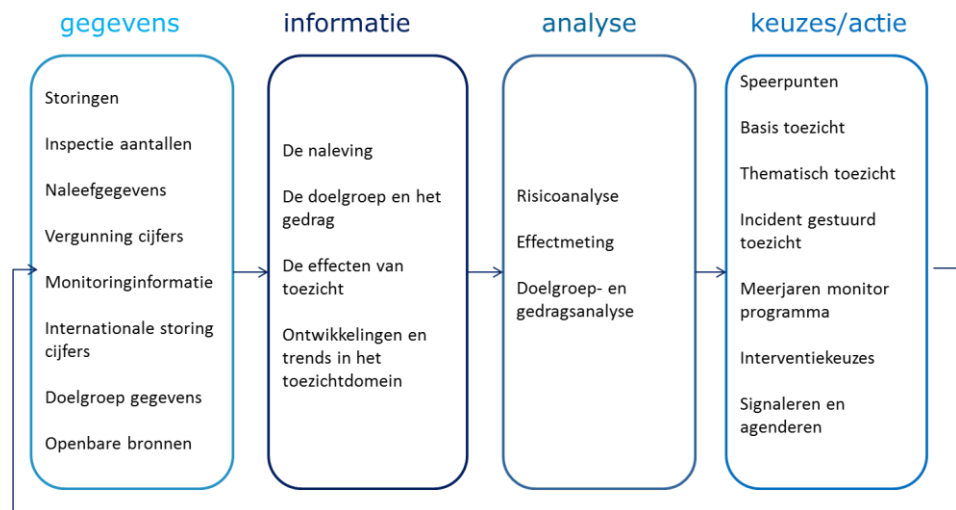 gegevens
Storingen
Inspectie aantallen
Naleefgegevens
Vergunning cijfers
Monitoringinformatie
Internationale storing
cijfers
Doelgroep gegevens
Openbare bronnen
informatie
De naleving
De doelgroep en het
gedrag
De effecten van
toezicht
Ontwikkelingen en
trends in het
toezichtdomein
analyse
Risicoanalyse
Effectmeting
Doelgroep- en
gedragsanalyse
keuzes/actie
Speerpunten
Basis toezicht
Thematisch toezicht
Incident gestuurd
toezicht
Meerjaren monitor
programma
Interventiekeuzes
Signaleren en
agenderen